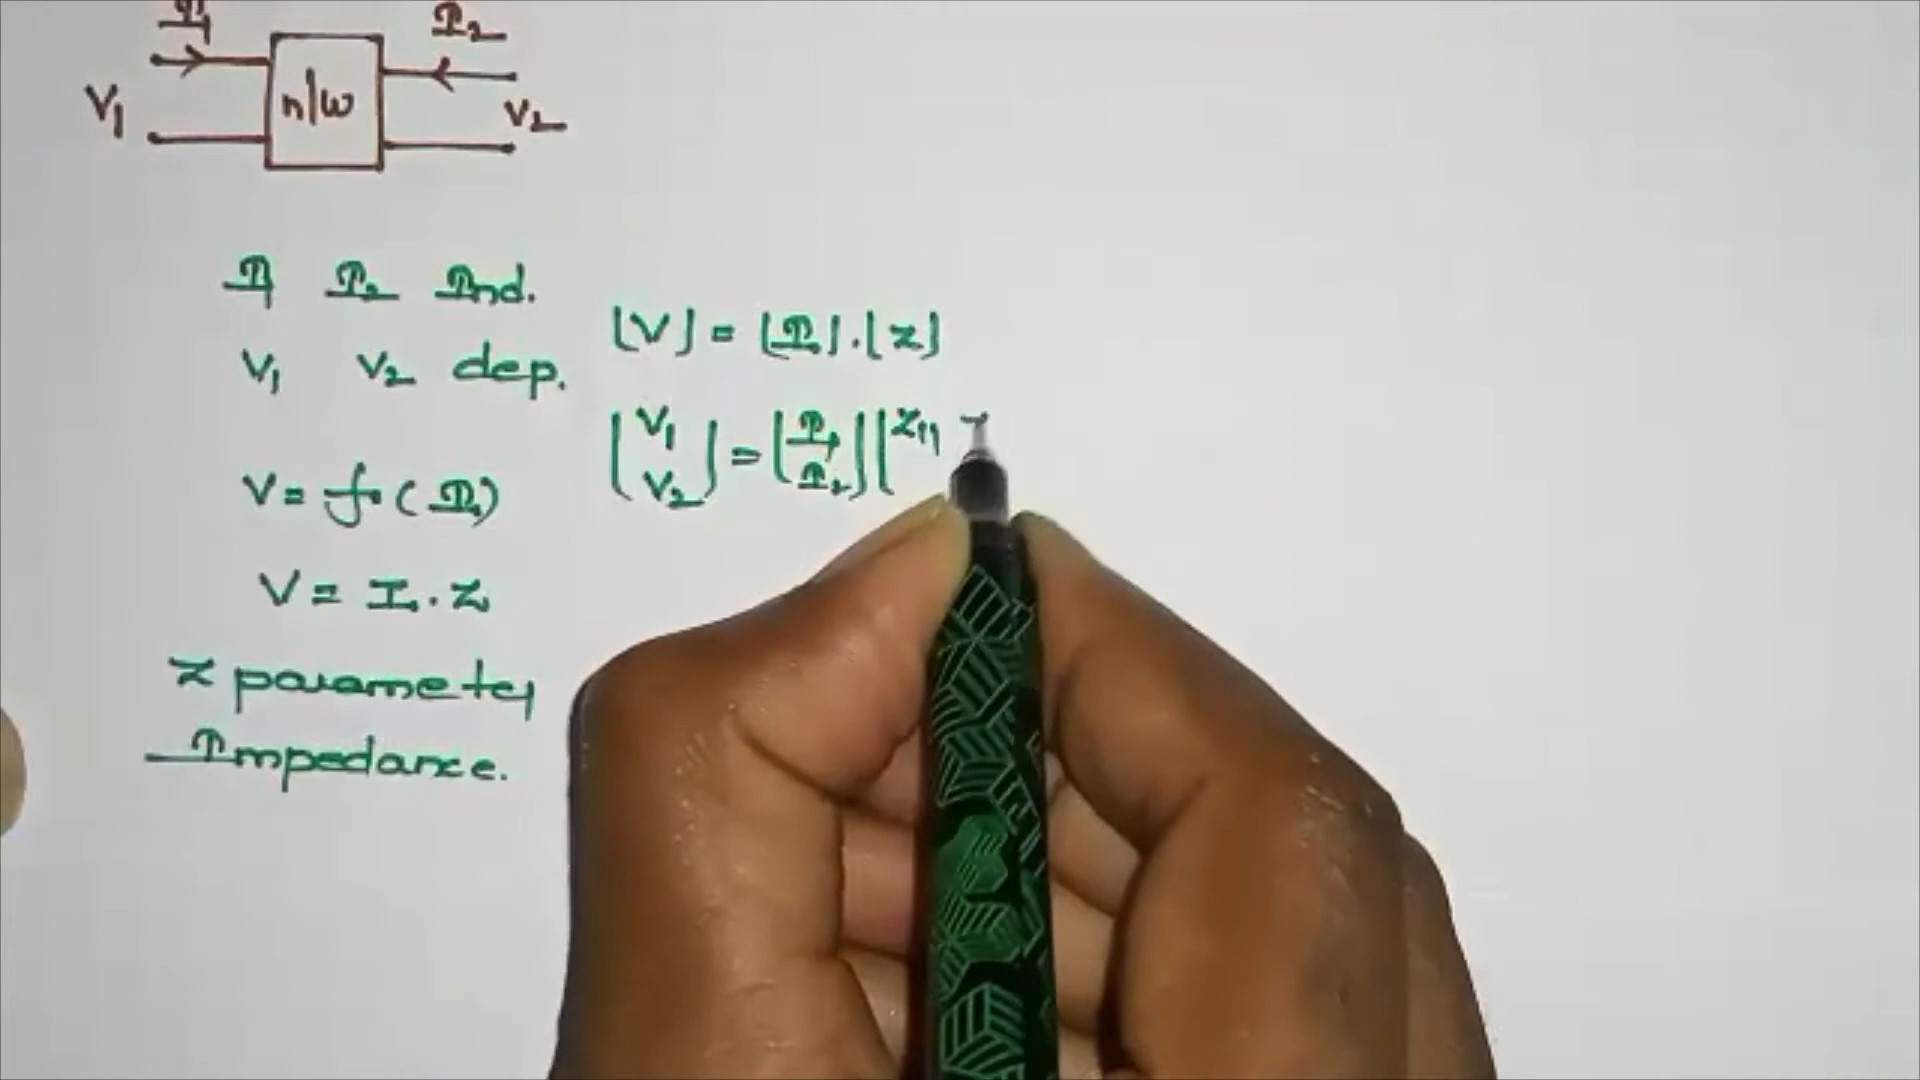 I1 I2
V1 n/w V2
I1 I2 Ind.
V1 V2 dep.
V = f(I)
V = I.Z
Z parameter
Impedance.
[V] = [I].[Z]
[V1 V2] = [I1 I2] [Z11 Z